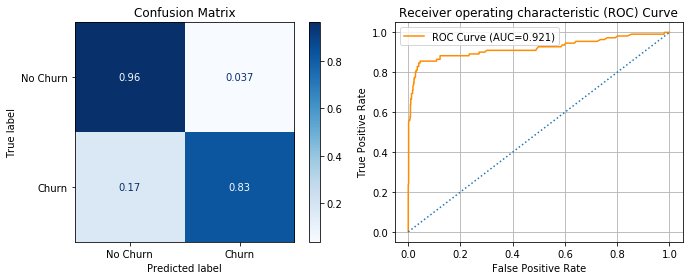 Confusion Matrix
No Churn
Churn
True label
0.96
0.037
0.17
0.83
No Churn
Churn
Predicted label
0.8
0.6
0.4
0.2
Receiver operating characteristic (ROC) Curve
ROC Curve (AUC=0.921)
True Positive Rate
1.0
0.8
0.6
0.4
0.2
0.0
0.0
0.2
0.4
0.6
0.8
1.0
False Positive Rate